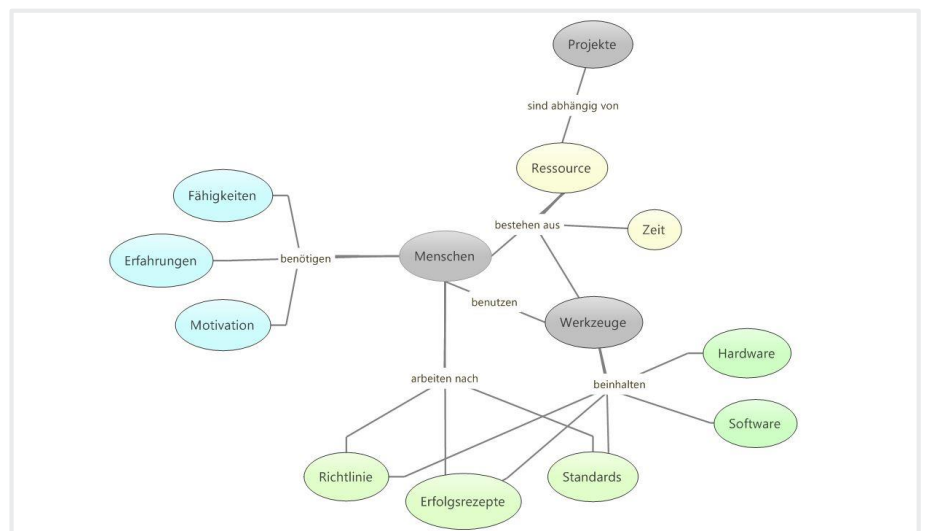 Projekte
sind abhängig von
Ressource
Fähigkeiten
bestehen aus
Zeit
Menschen
Erfahrungen
benötigen
benutzen
Werkzeuge
Motivation
Hardware
arbeiten nach
beinhalten
Software
Richtlinie
Standards
Erfolgsrezepte